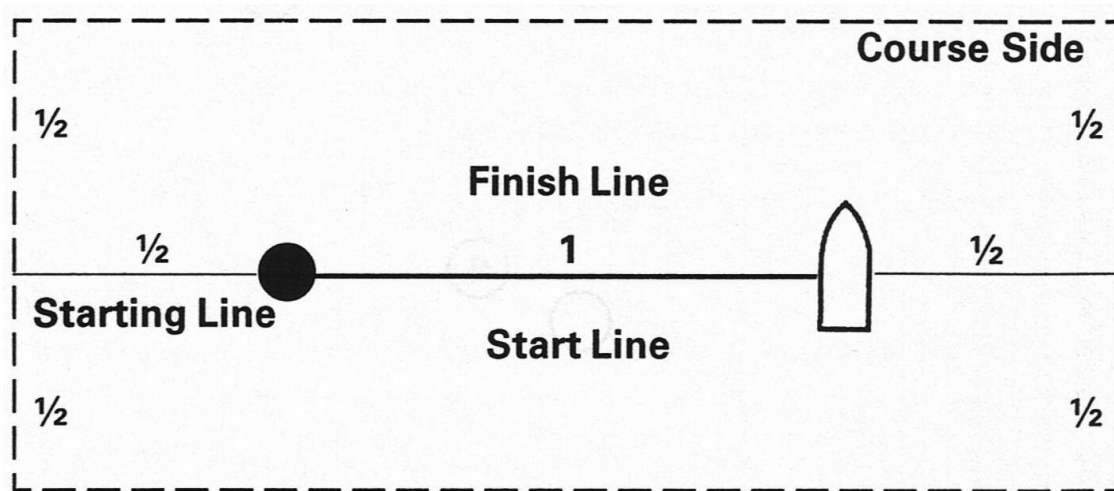 Course Side
½ ½
Finish Line
½ 1 ½
Starting Line
Start Line
½ ½